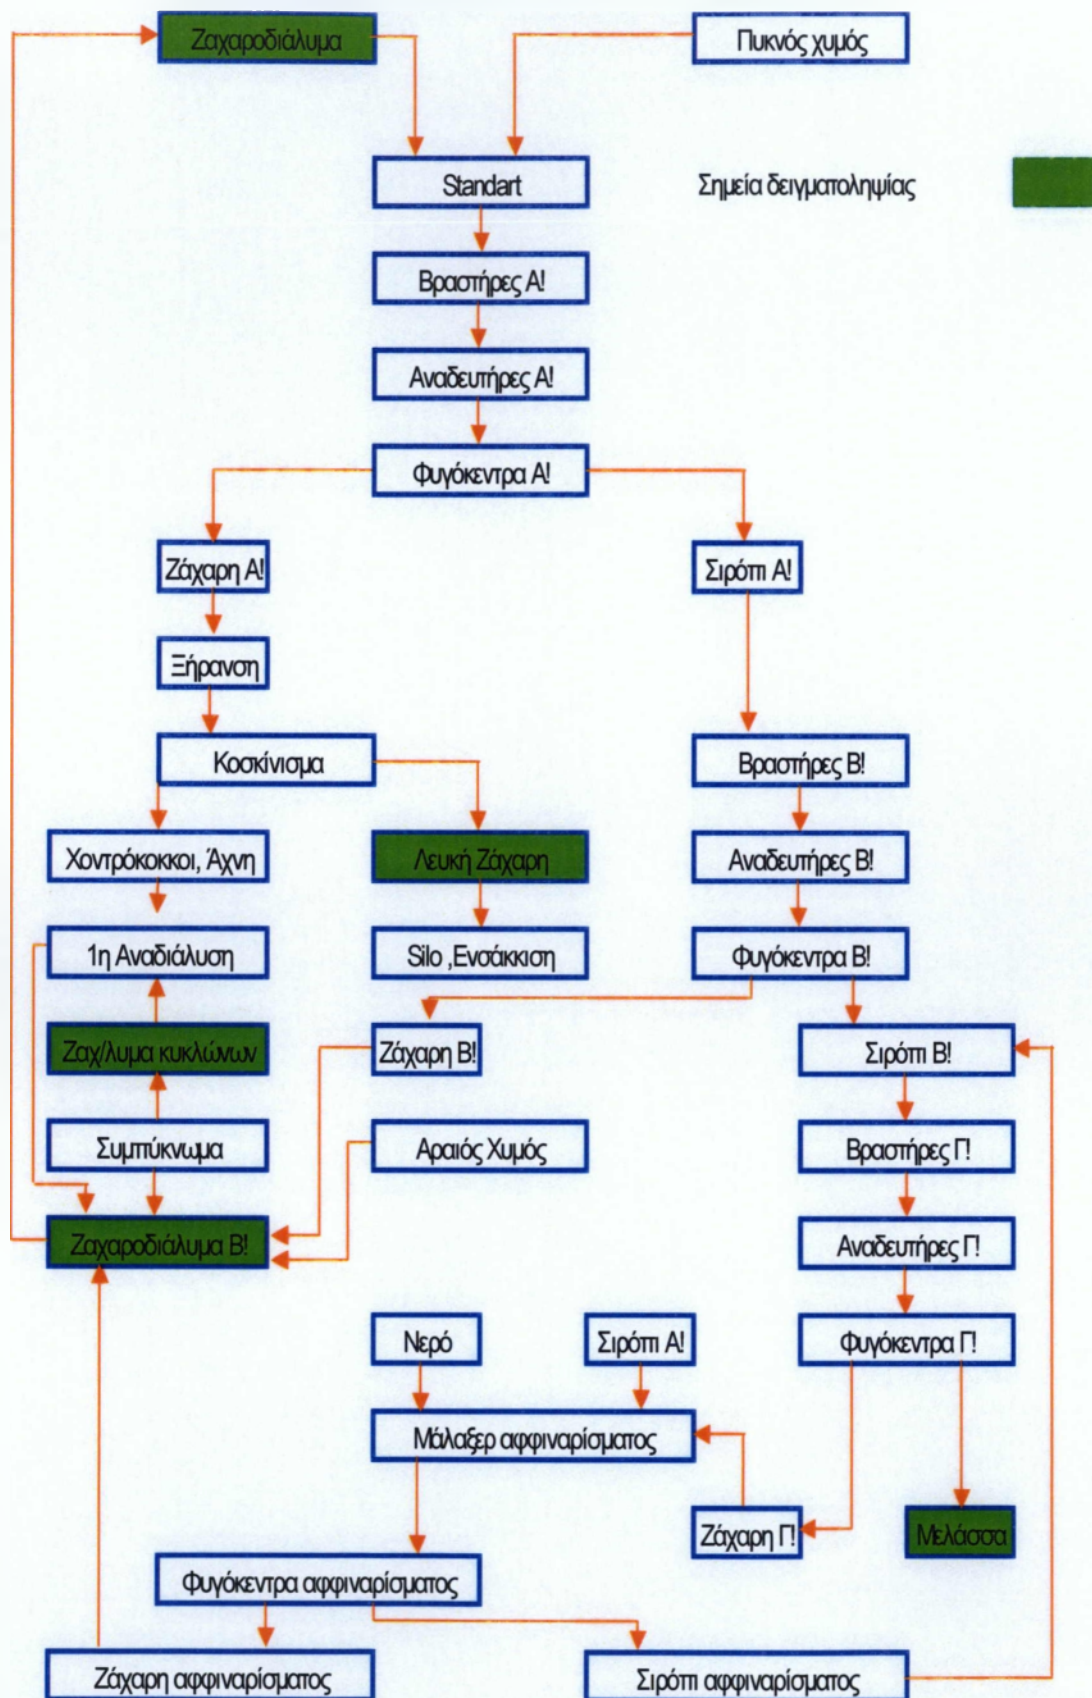 Ζαχαροδιάλυμα
Πυκνός χυμός
Standart
Σημεία δειγματοληψίας
Βραστήρες Α!
Αναδευτήρες Α!
Φυγόκεντρα Α!
Ζάχαρη Α!
Σιρόπι Α!
Ξήρανση
Κοσκίνισμα
Βραστήρες Β!
Χοντρόκοκκοι, Άχνη
Λευκή Ζάχαρη
Αναδευτήρες Β!
1η Αναδιάλυση
Silo ,Ενσάκκιση
Φυγόκεντρα Β!
Ζαχ/λυμα κυκλώνων
Ζάχαρη Β!
Σιρόπι Β!
Συμπύκνωμα
Αραιός Χυμός
Βραστήρες Γ!
Ζαχαροδιάλυμα Β!
Αναδευτήρες Γ!
Νερό
Σιρόπι Α!
Φυγόκεντρα Γ!
Μάλαξερ αφφιναρίσματος
Ζάχαρη Γ!
Μελάσσα
Φυγόκεντρα αφφιναρίσματος
Ζάχαρη αφφιναρίσματος
Σιρόπι αφφιναρίσματος